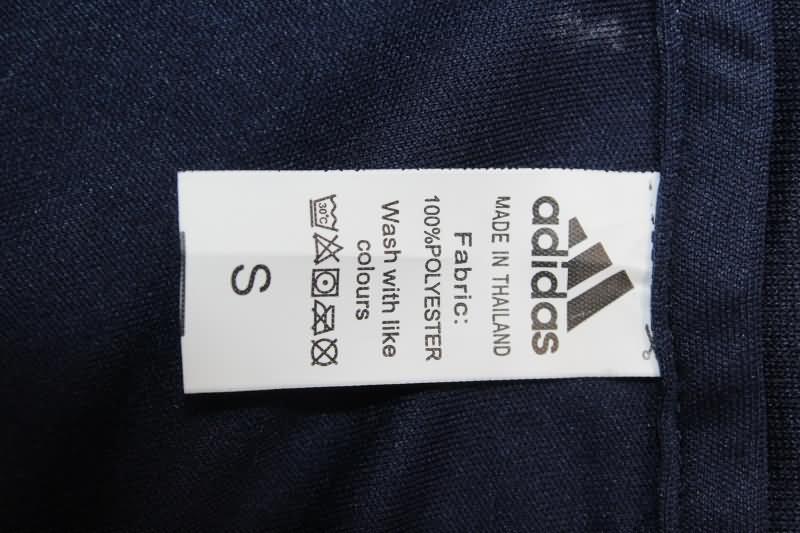 adidas
MADE IN THAILAND
Fabric:
100%POLYESTER
Wash with like
colours
30°C
S